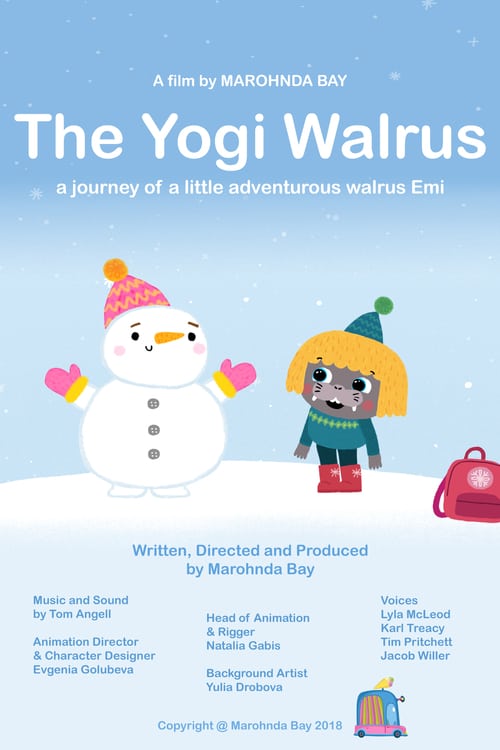 A film by MAROHNDA BAY
The Yogi Walrus
a journey of a little adventurous walrus Emi
Written, Directed and Produced
by Marohnda Bay
Music and Sound
by Tom Angell
Animation Director
& Character Designer
Evgenia Golubeva
Head of Animation
& Rigger
Natalia Gabis
Background Artist
Yulia Drobova
Voices
Lyla McLeod
Karl Treacy
Tim Pritchett
Jacob Willer
Copyright @ Marohnda Bay 2018